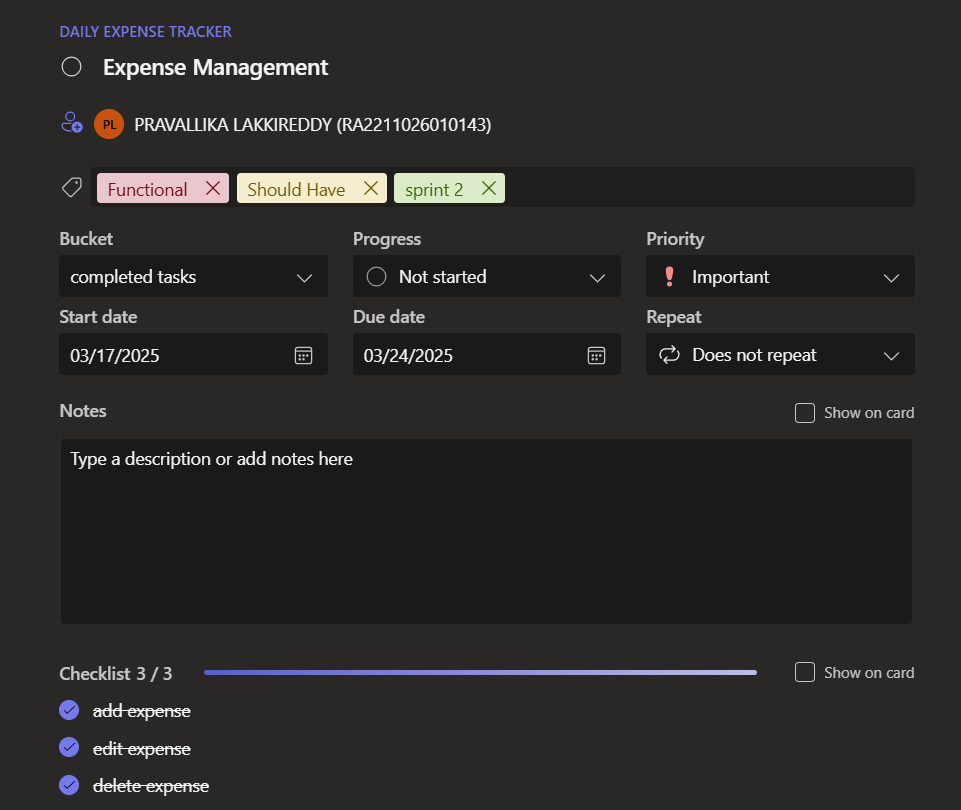 DAILY EXPENSE TRACKER
Expense Management
PL PRAVALLIKA LAKKIREDDY (RA2211026010143)
Functional Should Have sprint 2
Bucket Progress Priority
completed tasks Not started Important
Start date Due date Repeat
03/17/2025 03/24/2025 Does not repeat
Notes Show on card
Type a description or add notes here
Checklist 3 / 3 Show on card
add expense
edit expense
delete expense